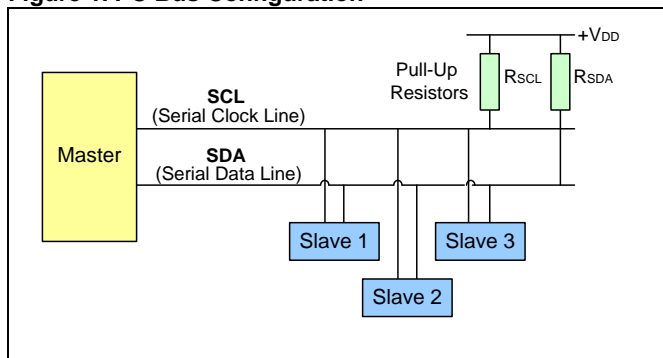 +VDD
Pull-Up
Resistors
RSCL
RSDA
SCL
(Serial Clock Line)
Master
SDA
(Serial Data Line)
Slave 1
Slave 3
Slave 2